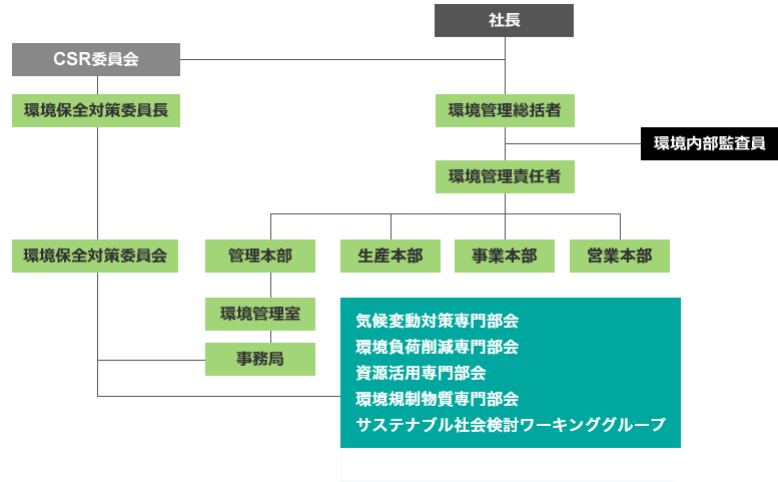 社長
CSR委員会
環境保全対策委員長
環境管理総括者
環境内部監査員
環境管理責任者
環境保全対策委員会
管理本部
生産本部
事業本部
営業本部
環境管理室
事務局
気候変動対策専門部会
環境負荷削減専門部会
資源活用専門部会
環境規制物質専門部会
サステナブル社会検討ワーキンググループ